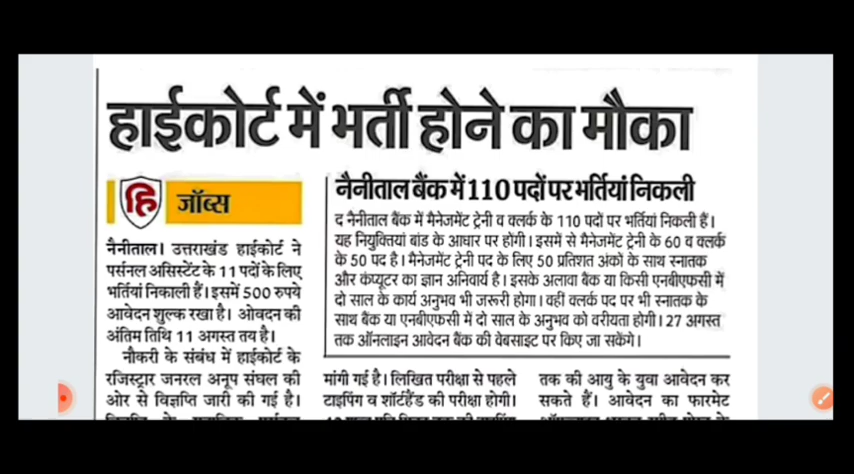 हाईकोर्ट में भर्ती होने का मौका
हि जॉब्स
नैनीताल। उत्तराखंड हाईकोर्ट ने
पर्सनल असिस्टेंट के 11 पदों के लिए
भर्तियां निकाली हैं। इसमें 500 रुपये
आवेदन शुल्क रखा है। ओवदन की
अंतिम तिथि 11 अगस्त तय है।
नौकरी के संबंध में हाईकोर्ट के
रजिस्ट्रार जनरल अनूप संघल की
ओर से विज्ञप्ति जारी की गई है।
नैनीताल बैंक में 110 पदों पर भर्तियां निकली
द नैनीताल बैंक में मैनेजमेंट ट्रेनी व क्लर्क के 110 पदों पर भर्तियां निकली हैं।
यह नियुक्तियां बांड के आधार पर होंगी। इसमें से मैनेजमेंट ट्रेनी के 60 व क्लर्क
के 50 पद है। मैनेजमेंट ट्रेनी पद के लिए 50 प्रतिशत अंकों के साथ स्नातक
और कंप्यूटर का ज्ञान अनिवार्य है। इसके अलावा बैंक या किसी एनबीएफसी में
दो साल के कार्य अनुभव भी जरूरी होगा। वहीं क्लर्क पद पर भी स्नातक के
साथ बैंक या एनबीएफसी में दो साल के अनुभव को वरीयता होगी। 27 अगस्त
तक ऑनलाइन आवेदन बैंक की वेबसाइट पर किए जा सकेंगे।
मांगी गई है। लिखित परीक्षा से पहले
टाइपिंग व शॉर्टहैंड की परीक्षा होगी।
तक की आयु के युवा आवेदन कर
सकते हैं। आवेदन का फारमेट